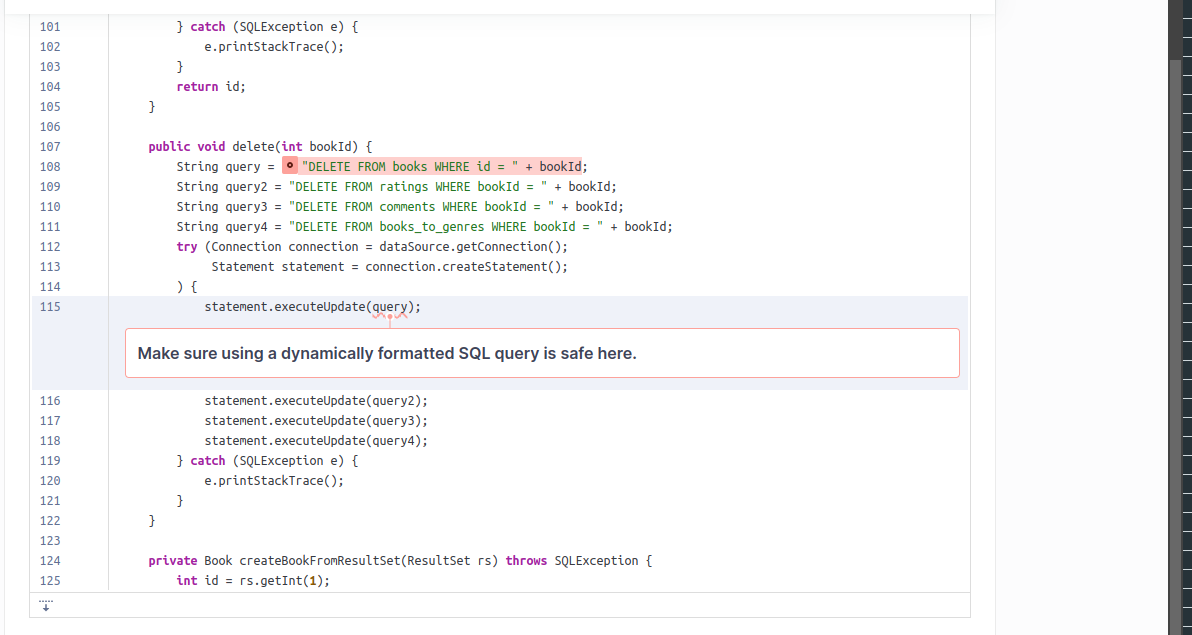 101 } catch (SQLException e) {
102 e.printStackTrace();
103 }
104 return id;
105 }
106
107 public void delete(int bookId) {
108 String query = "DELETE FROM books WHERE id = " + bookId;
109 String query2 = "DELETE FROM ratings WHERE bookId = " + bookId;
110 String query3 = "DELETE FROM comments WHERE bookId = " + bookId;
111 String query4 = "DELETE FROM books_to_genres WHERE bookId = " + bookId;
112 try (Connection connection = dataSource.getConnection();
113 Statement statement = connection.createStatement();
114 ) {
115 statement.executeUpdate(query);
Make sure using a dynamically formatted SQL query is safe here.
116 statement.executeUpdate(query2);
117 statement.executeUpdate(query3);
118 statement.executeUpdate(query4);
119 } catch (SQLException e) {
120 e.printStackTrace();
121 }
122 }
123
124 private Book createBookFromResultSet(ResultSet rs) throws SQLException {
125 int id = rs.getInt(1);